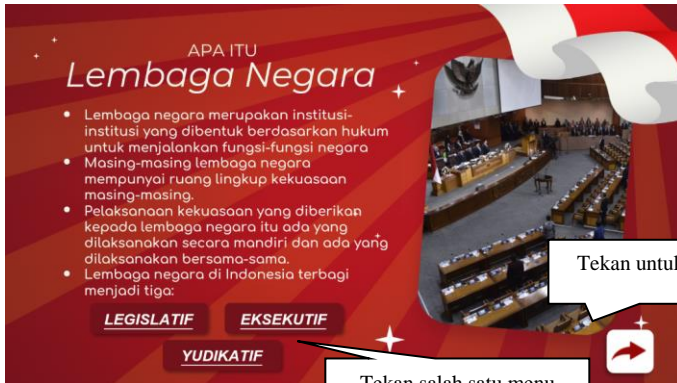 APA ITU
Lembaga Negara
• Lembaga negara merupakan institusi-
institusi yang dibentuk berdasarkan hukum
untuk menjalankan fungsi-fungsi negara
• Masing-masing lembaga negara
mempunyai ruang lingkup kekuasaan
masing-masing.
• Pelaksanaan kekuasaan yang diberikan
kepada lembaga negara itu ada yang
dilaksanakan secara mandiri dan ada yang
dilaksanakan bersama-sama.
• Lembaga negara di Indonesia terbagi
menjadi tiga:
LEGISLATIF EKSEKUTIF
YUDIKATIF
Tekan untuk
Tekan salah satu menu